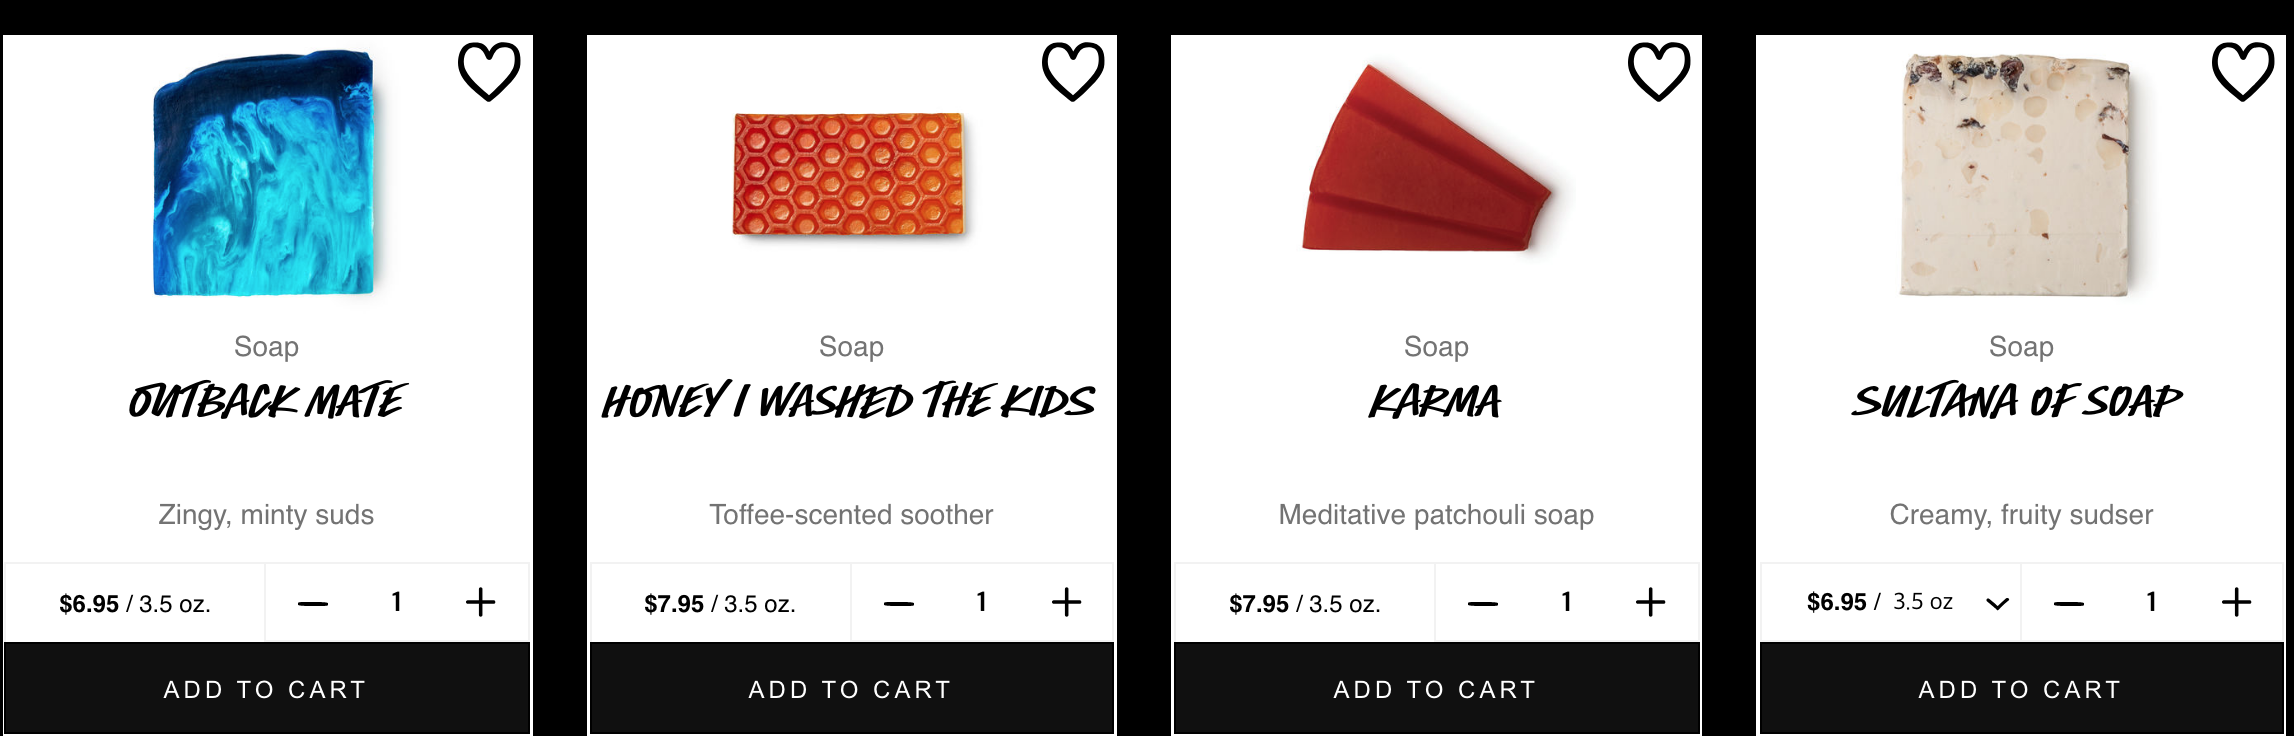 Soap
OUTBACK MATE
Zingy, minty suds
$6.95 / 3.5 oz.
1
ADD TO CART
Soap
HONEY I WASHED THE KIDS
Toffee-scented soother
$7.95 / 3.5 oz.
1
ADD TO CART
Soap
KARMA
Meditative patchouli soap
$7.95 / 3.5 oz.
1
ADD TO CART
Soap
SULTANA OF SOAP
Creamy, fruity sudser
$6.95 / 3.5 oz
1
ADD TO CART